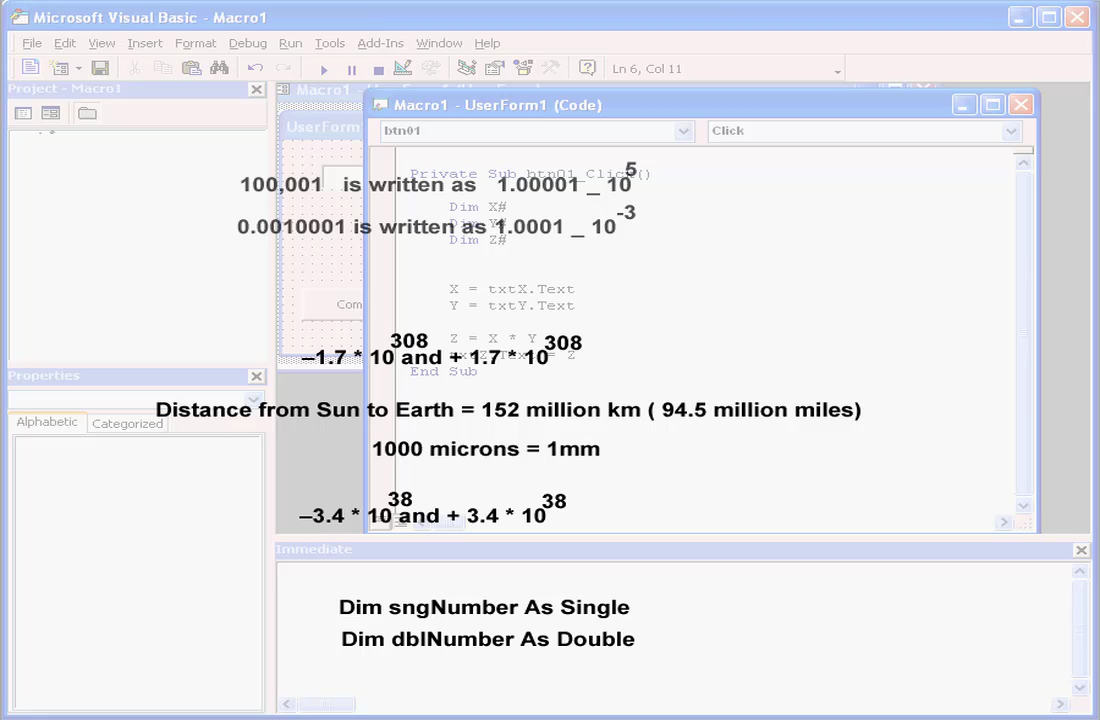 Microsoft Visual Basic - Macro1
File Edit View Insert Format Debug Run Tools Add-Ins Window Help
Ln 6, Col 11
Project - Macro1
Macro1 -
UserForm
Macro1 - UserForm1 (Code)
btn01 Click
Private Sub btn01_Click()
100,001 is written as 1.00001 _ 10 5
Dim X#
0.0010001 is written as 1.0001 _ 10 -3
Dim Y#
Dim Z#
X = txtX.Text
Y = txtY.Text
Com
Z = X * Y
–1.7 * 10 308 and + 1.7 * 10 308
= Z
End Sub
Properties
Distance from Sun to Earth = 152 million km ( 94.5 million miles)
Alphabetic Categorized
1000 microns = 1mm
–3.4 * 10 38 and + 3.4 * 10 38
Immediate
Dim sngNumber As Single
Dim dblNumber As Double